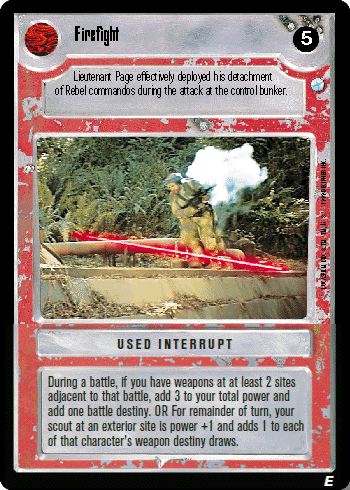 Firefight
5
Lieutenant Page effectively deployed his detachment
of Rebel commandos during the attack at the control bunker.
USED INTERRUPT
During a battle, if you have weapons at at least 2 sites
adjacent to that battle, add 3 to your total power and
add one battle destiny. OR For remainder of turn, your
scout at an exterior site is power +1 and adds 1 to each
of that character's weapon destiny draws.
E